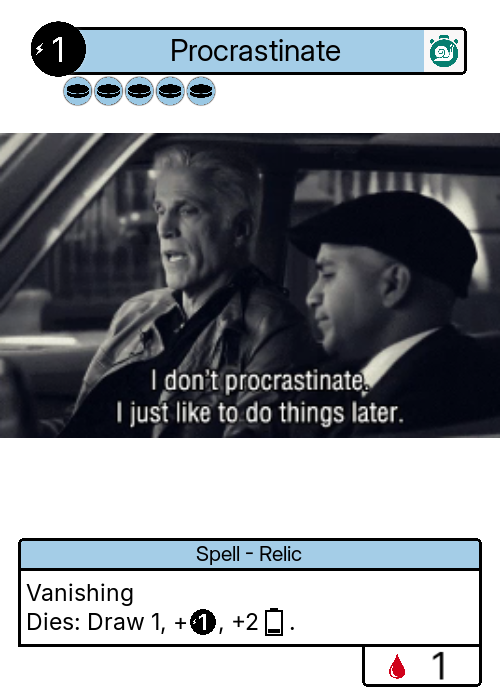 1 Procrastinate
I don't procrastinate,
I just like to do things later.
Spell - Relic
Vanishing
Dies: Draw 1, +1, +2 .
1